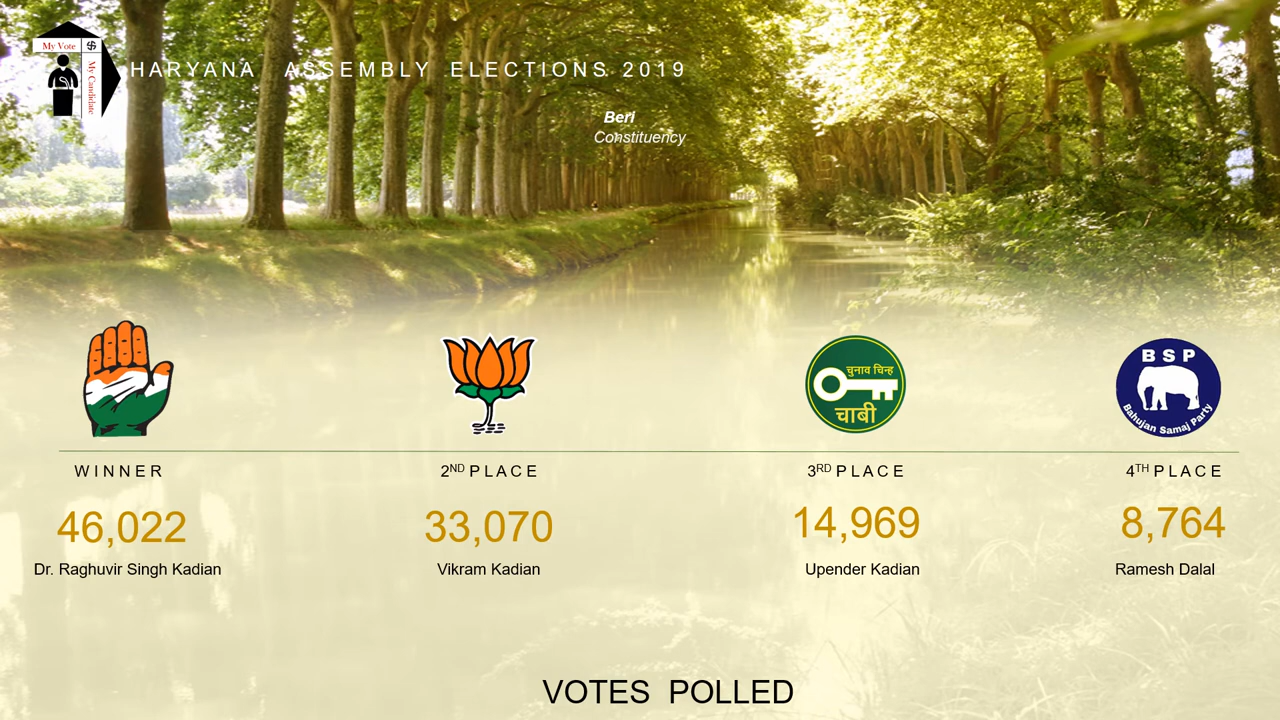 My Vote
My Candidate
HARYANA ASSEMBLY ELECTIONS 2019
Beri
Constituency
चुनाव चिन्ह
चाबी
BSP
Bahujan Samaj Party
WINNER
2ND PLACE
3RD PLACE
4TH PLACE
46,022
33,070
14,969
8,764
Dr. Raghuvir Singh Kadian
Vikram Kadian
Upender Kadian
Ramesh Dalal
VOTES POLLED